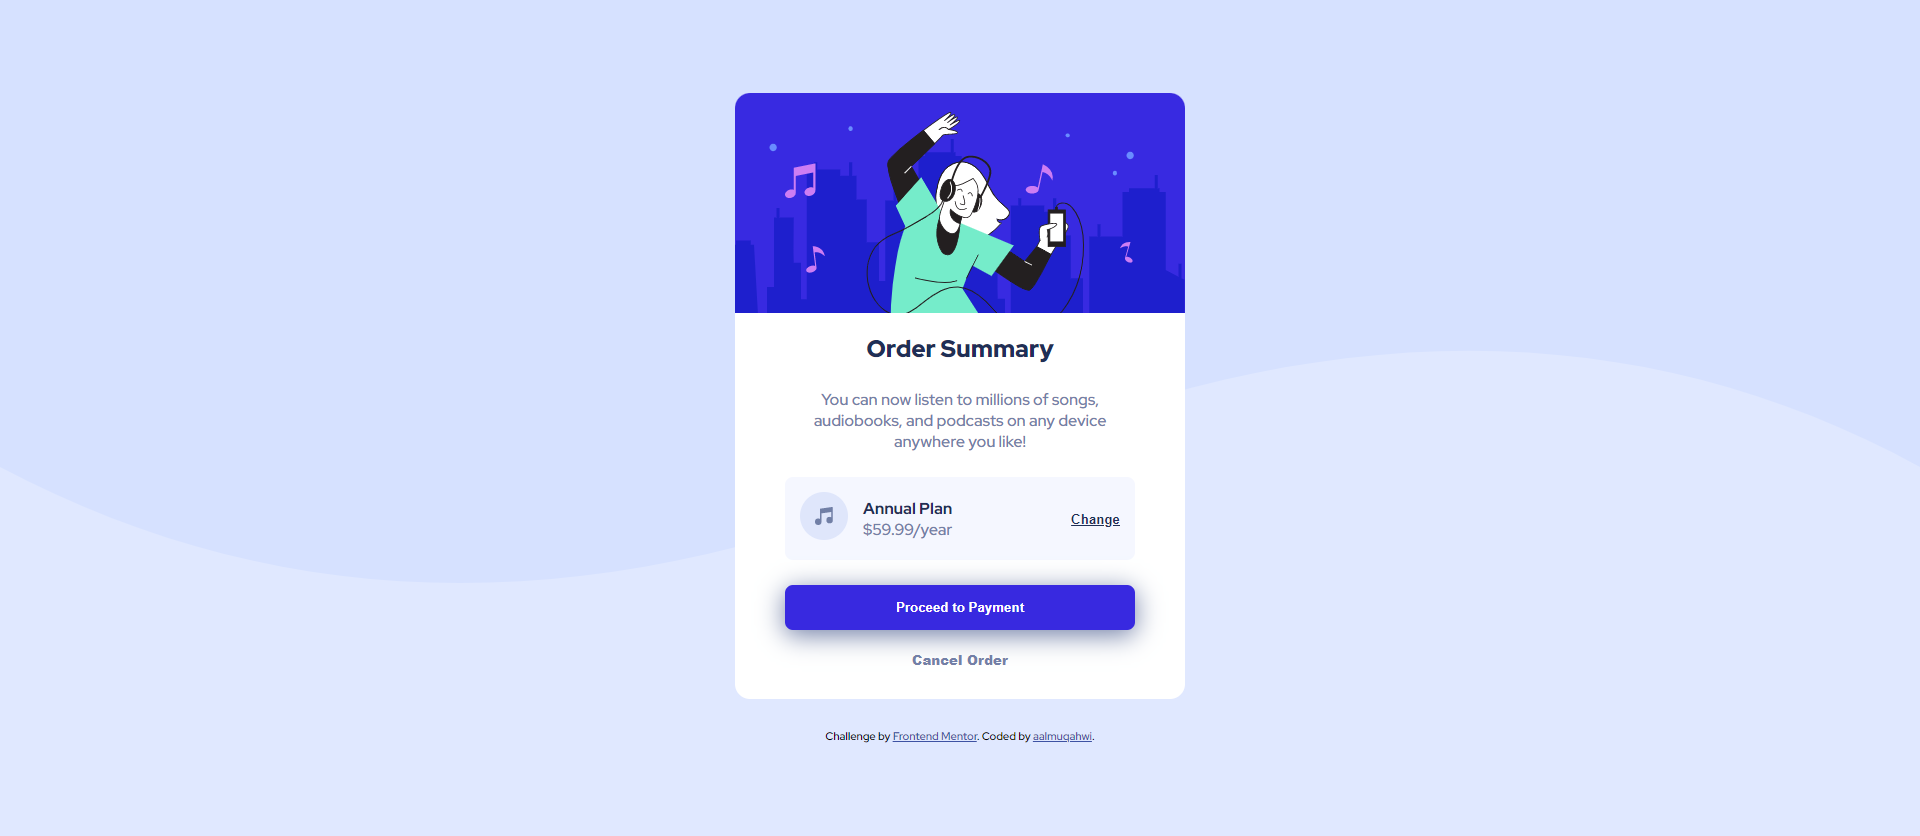 Order Summary
You can now listen to millions of songs,
audiobooks, and podcasts on any device
anywhere you like!
Annual Plan
$59.99/year
Change
Proceed to Payment
Cancel Order
Challenge by Frontend Mentor. Coded by aalmuqahwi.